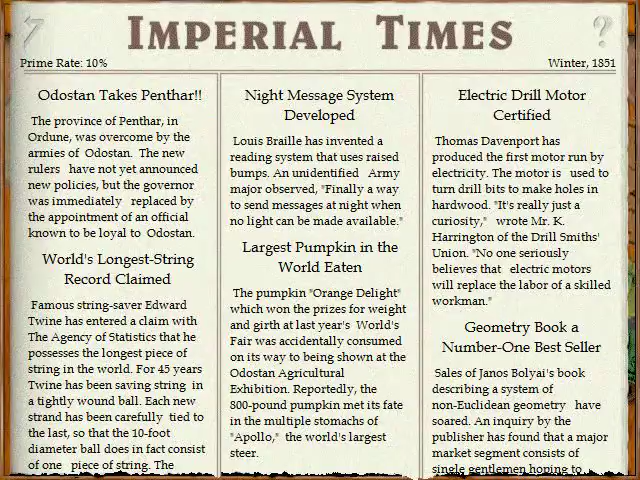 IMPERIAL TIMES
Prime Rate: 10%
Winter, 1851
Odostan Takes Penthar!!
The province of Penthar, in
Ordune, was overcome by the
armies of Odostan. The new
rulers have not yet announced
new policies, but the governor
was immediately replaced by
the appointment of an official
known to be loyal to Odostan.
World's Longest-String
Record Claimed
Famous string-saver Edward
Twine has entered a claim with
The Agency of Statistics that he
possesses the longest piece of
string in the world. For 45 years
Twine has been saving string in
a tightly wound ball. Each new
strand has been carefully tied to
the last, so that the 10-foot
diameter ball does in fact consist
of one piece of string. The
Night Message System
Developed
Louis Braille has invented a
reading system that uses raised
bumps. An unidentified Army
major observed, "Finally a way
to send messages at night when
no light can be made available."
Largest Pumpkin in the
World Eaten
The pumpkin "Orange Delight"
which won the prizes for weight
and girth at last year's World's
Fair was accidentally consumed
on its way to being shown at the
Odostan Agricultural
Exhibition. Reportedly, the
800-pound pumpkin met its fate
in the multiple stomachs of
"Apollo," the world's largest
steer.
Electric Drill Motor
Certified
Thomas Davenport has
produced the first motor run by
electricity. The motor is used to
turn drill bits to make holes in
hardwood. "It's really just a
curiosity," wrote Mr. K.
Harrington of the Drill Smiths'
Union. "No one seriously
believes that electric motors
will replace the labor of a skilled
workman."
Geometry Book a
Number-One Best Seller
Sales of Janos Bolyai's book
describing a system of
non-Euclidean geometry have
soared. An inquiry by the
publisher has found that a major
market segment consists of
single gentlemen hoping to